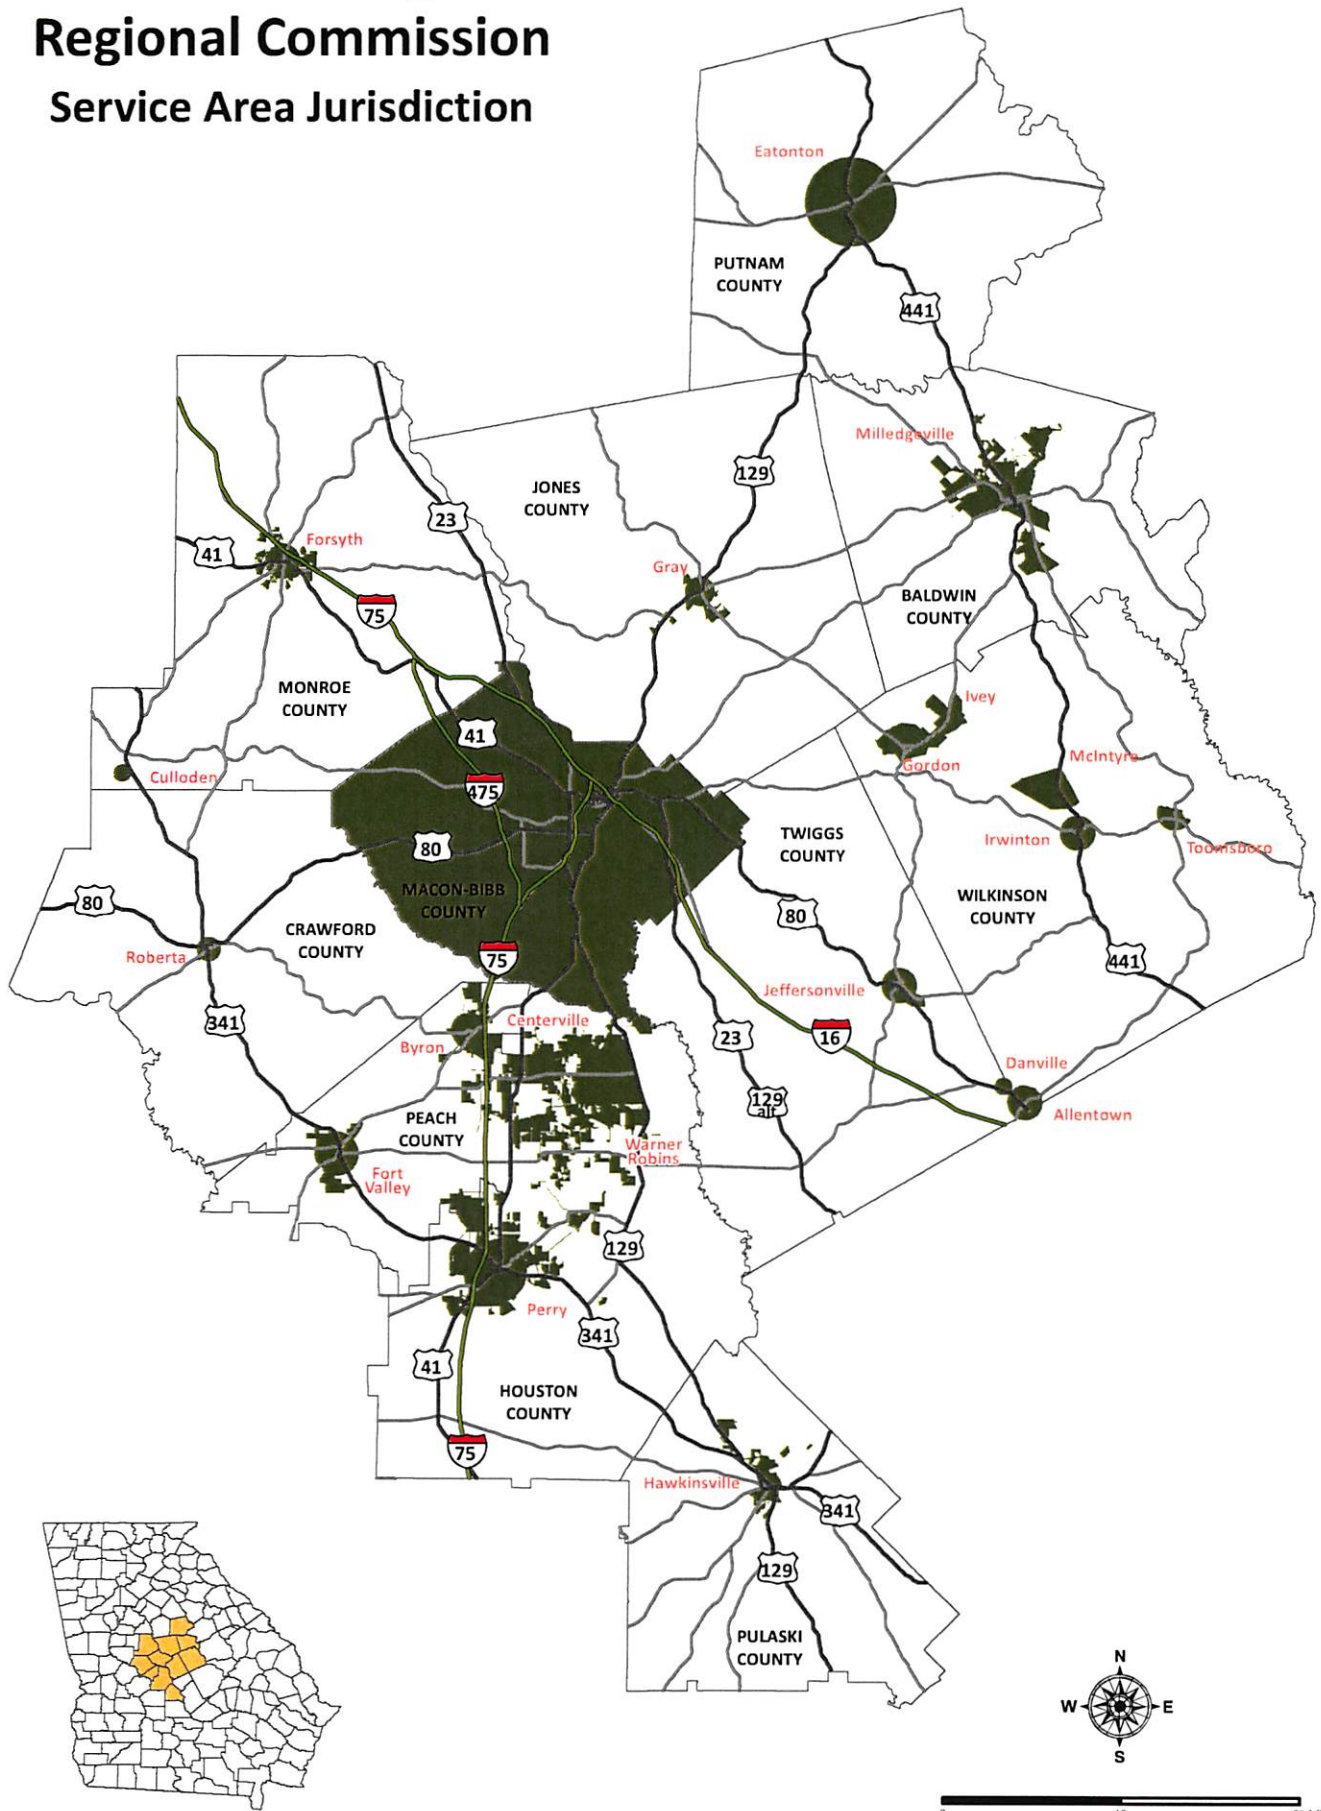 Regional Commission
Service Area Jurisdiction
Eatonton
PUTNAM
COUNTY
441
Milledgeville
129
JONES
COUNTY
23
41
Forsyth
Gray
75
BALDWIN
COUNTY
MONROE
COUNTY
Ivey
41
Gordon
McIntyre
Culloden
475
TWIGGS
COUNTY
Irwinton
Toomsboro
80
MACON-BIBB
COUNTY
80
WILKINSON
COUNTY
80
CRAWFORD
COUNTY
Roberta
75
441
Jeffersonville
341
Centerville
Byron
23
16
Danville
129
alt
Allentown
PEACH
COUNTY
Warner
Robins
Fort
Valley
129
Perry
341
41
HOUSTON
COUNTY
75
Hawkinsville
341
129
PULASKI
COUNTY
N
W
E
S